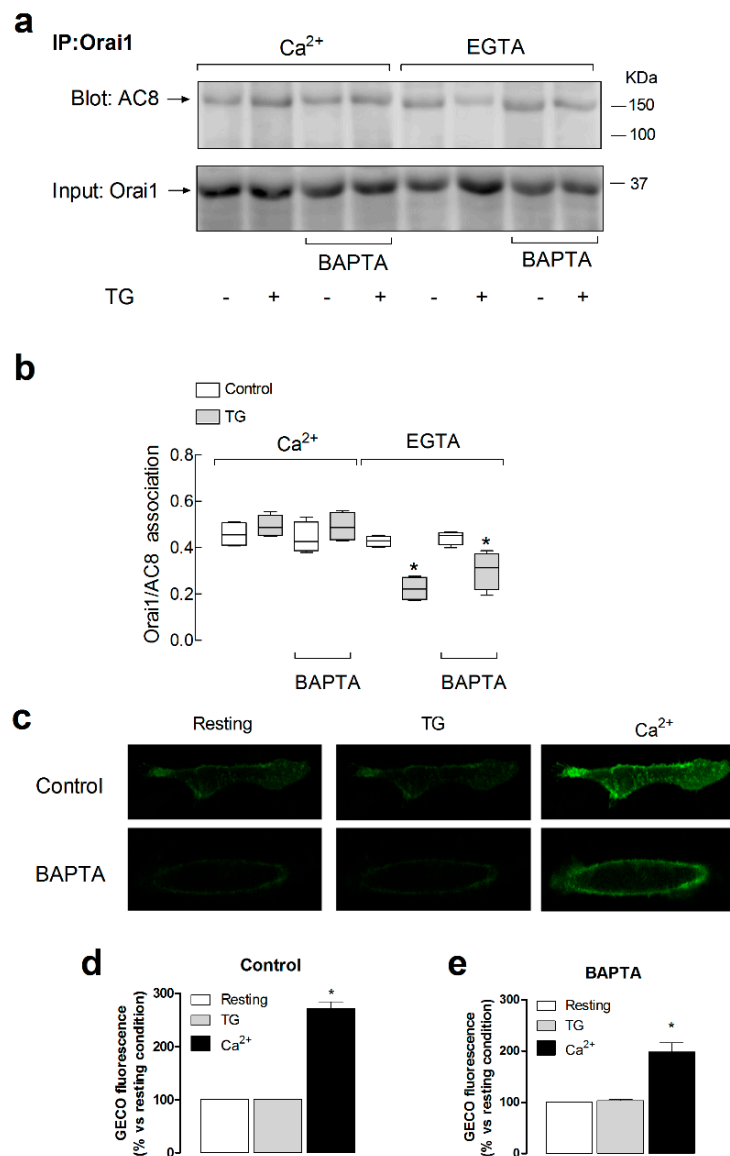 a
IP:Orai1
Ca2+ EGTA
KDa
Blot: AC8
150
100
Input: Orai1
37
BAPTA BAPTA
TG - + - + - + - +
b
Control
TG
Ca2+ EGTA
Orai1/AC8 association
0.8
0.6
0.4
0.2
0.0
* *
BAPTA BAPTA
c
Resting TG Ca2+
Control
BAPTA
d
Control
GECO fluorescence
(% vs resting condition)
300
200
100
0
Resting
TG
Ca2+
*
e
BAPTA
GECO fluorescence
(% vs resting condition)
300
200
100
0
Resting
TG
Ca2+
*